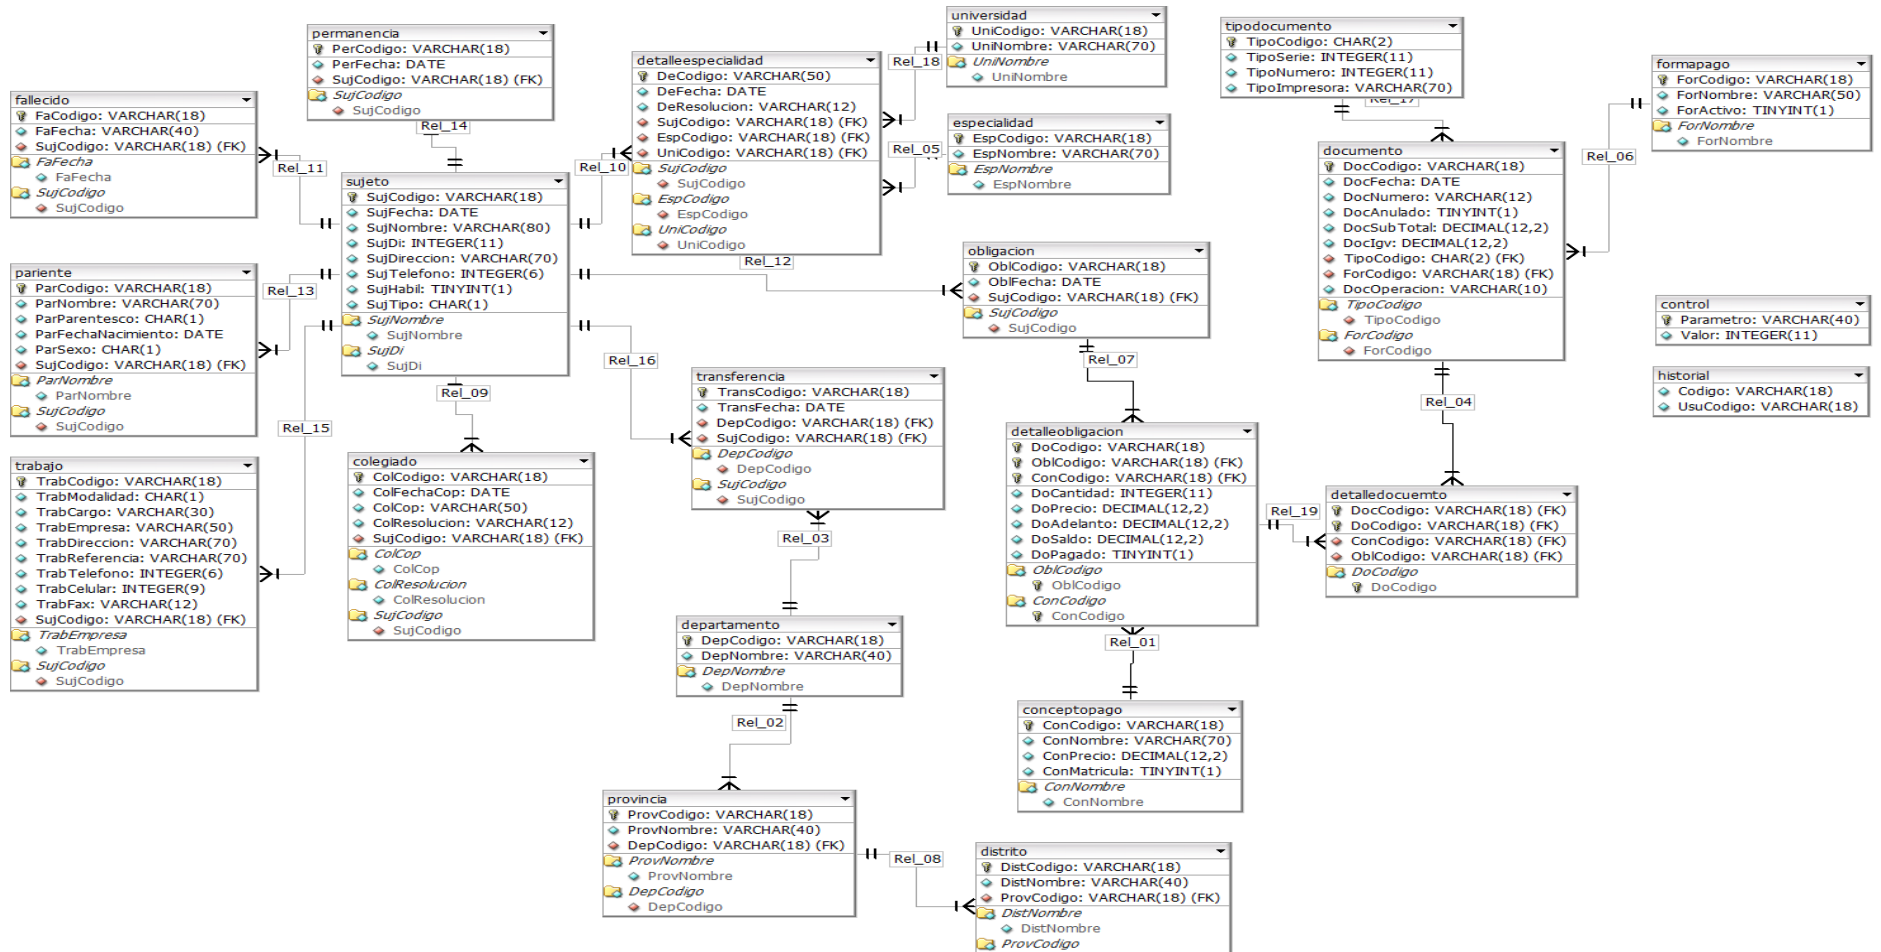 permanencia
PerCodigo: VARCHAR(18)
PerFecha: DATE
SujCodigo: VARCHAR(18) (FK)
SujCodigo
SujCodigo
Rel_14
fallecido
FaCodigo: VARCHAR(18)
FaFecha: VARCHAR(40)
SujCodigo: VARCHAR(18) (FK)
FaFecha
FaFecha
SujCodigo
SujCodigo
Rel_11
sujeto
SujCodigo: VARCHAR(18)
SujFecha: DATE
SujNombre: VARCHAR(80)
SujDi: INTEGER(11)
SujDireccion: VARCHAR(70)
SujTelefono: INTEGER(6)
SujHabil: TINYINT(1)
SujTipo: CHAR(1)
SujNombre
SujNombre
SujDi
SujDi
Rel_10
detalleespecialidad
DeCodigo: VARCHAR(50)
DeFecha: DATE
DeResolucion: VARCHAR(12)
SujCodigo: VARCHAR(18) (FK)
EspCodigo: VARCHAR(18) (FK)
UniCodigo: VARCHAR(18) (FK)
SujCodigo
SujCodigo
EspCodigo
EspCodigo
UniCodigo
UniCodigo
Rel_18
universidad
UniCodigo: VARCHAR(18)
UniNombre: VARCHAR(70)
UniNombre
UniNombre
Rel_05
especialidad
EspCodigo: VARCHAR(18)
EspNombre: VARCHAR(70)
EspNombre
EspNombre
tipodocumento
TipoCodigo: CHAR(2)
TipoSerie: INTEGER(11)
TipoNumero: INTEGER(11)
TipoImpresora: VARCHAR(70)
Rel_17
formapago
ForCodigo: VARCHAR(18)
ForNombre: VARCHAR(50)
ForActivo: TINYINT(1)
ForNombre
ForNombre
Rel_06
documento
DocCodigo: VARCHAR(18)
DocFecha: DATE
DocNumero: VARCHAR(12)
DocAnulado: TINYINT(1)
DocSubTotal: DECIMAL(12,2)
DocIgv: DECIMAL(12,2)
TipoCodigo: CHAR(2) (FK)
ForCodigo: VARCHAR(18) (FK)
DocOperacion: VARCHAR(10)
TipoCodigo
TipoCodigo
ForCodigo
ForCodigo
Rel_04
pariente
ParCodigo: VARCHAR(18)
ParNombre: VARCHAR(70)
ParParentesco: CHAR(1)
ParFechaNacimiento: DATE
ParSexo: CHAR(1)
SujCodigo: VARCHAR(18) (FK)
ParNombre
ParNombre
SujCodigo
SujCodigo
Rel_13
Rel_12
obligacion
OblCodigo: VARCHAR(18)
OblFecha: DATE
SujCodigo: VARCHAR(18) (FK)
SujCodigo
SujCodigo
Rel_07
control
Parametro: VARCHAR(40)
Valor: INTEGER(11)
historial
Codigo: VARCHAR(18)
UsuCodigo: VARCHAR(18)
Rel_16
transferencia
TransCodigo: VARCHAR(18)
TransFecha: DATE
DepCodigo: VARCHAR(18) (FK)
SujCodigo: VARCHAR(18) (FK)
DepCodigo
DepCodigo
SujCodigo
SujCodigo
Rel_03
Rel_09
Rel_15
trabajo
TrabCodigo: VARCHAR(18)
TrabModalidad: CHAR(1)
TrabCargo: VARCHAR(30)
TrabEmpresa: VARCHAR(50)
TrabDireccion: VARCHAR(70)
TrabReferencia: VARCHAR(70)
TrabTelefono: INTEGER(6)
TrabCelular: INTEGER(9)
TrabFax: VARCHAR(12)
SujCodigo: VARCHAR(18) (FK)
TrabEmpresa
TrabEmpresa
SujCodigo
SujCodigo
colegiado
ColCodigo: VARCHAR(18)
ColFechaCop: DATE
ColCop: VARCHAR(50)
ColResolucion: VARCHAR(12)
SujCodigo: VARCHAR(18) (FK)
ColCop
ColCop
ColResolucion
ColResolucion
SujCodigo
SujCodigo
detalleobligacion
DoCodigo: VARCHAR(18)
OblCodigo: VARCHAR(18) (FK)
ConCodigo: VARCHAR(18) (FK)
DoCantidad: INTEGER(11)
DoPrecio: DECIMAL(12,2)
DoAdelanto: DECIMAL(12,2)
DoSaldo: DECIMAL(12,2)
DoPagado: TINYINT(1)
OblCodigo
OblCodigo
ConCodigo
ConCodigo
Rel_19
detalledocuemto
DocCodigo: VARCHAR(18) (FK)
DoCodigo: VARCHAR(18) (FK)
ConCodigo: VARCHAR(18) (FK)
OblCodigo: VARCHAR(18) (FK)
DoCodigo
DoCodigo
Rel_01
departamento
DepCodigo: VARCHAR(18)
DepNombre: VARCHAR(40)
DepNombre
DepNombre
Rel_02
conceptopago
ConCodigo: VARCHAR(18)
ConNombre: VARCHAR(70)
ConPrecio: DECIMAL(12,2)
ConMatricula: TINYINT(1)
ConNombre
ConNombre
provincia
ProvCodigo: VARCHAR(18)
ProvNombre: VARCHAR(40)
DepCodigo: VARCHAR(18) (FK)
ProvNombre
ProvNombre
DepCodigo
DepCodigo
Rel_08
distrito
DistCodigo: VARCHAR(18)
DistNombre: VARCHAR(40)
ProvCodigo: VARCHAR(18) (FK)
DistNombre
DistNombre
ProvCodigo